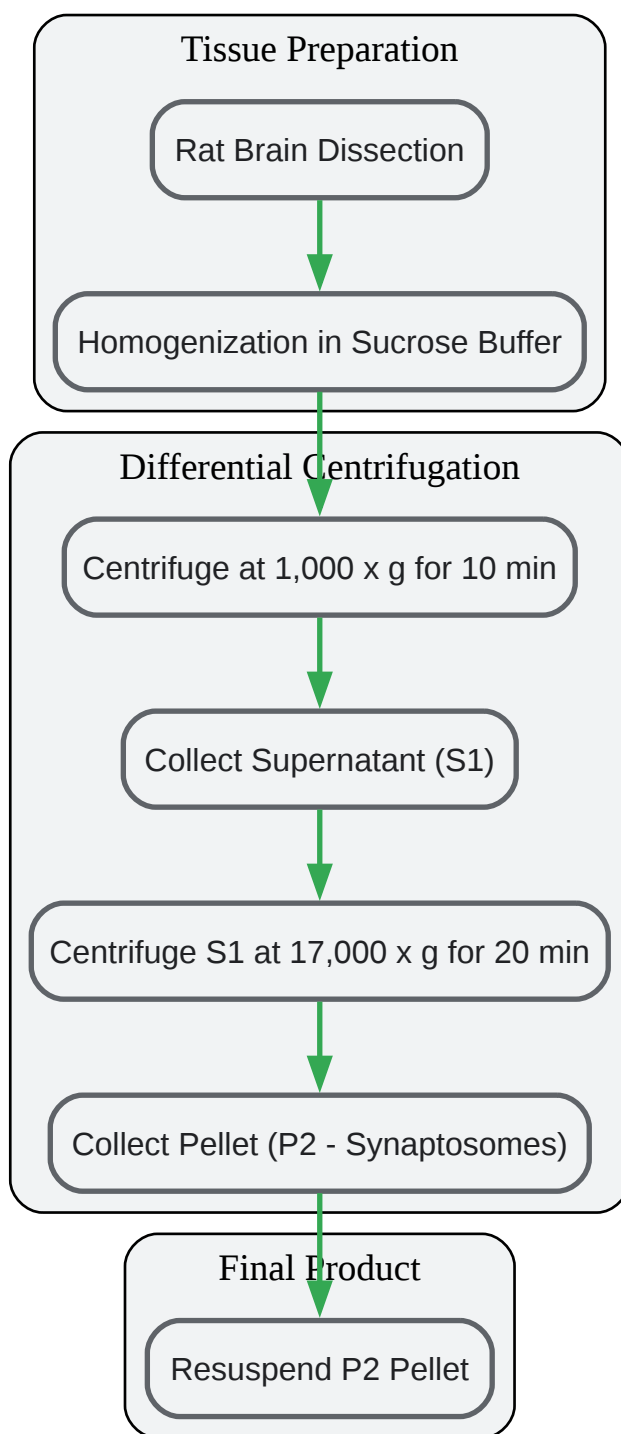 Tissue Preparation
Rat Brain Dissection
Homogenization in Sucrose Buffer
Differential Centrifugation
Centrifuge at 1,000 x g for 10 min
Collect Supernatant (S1)
Centrifuge S1 at 17,000 x g for 20 min
Collect Pellet (P2 - Synaptosomes)
Final Product
Resuspend P2 Pellet